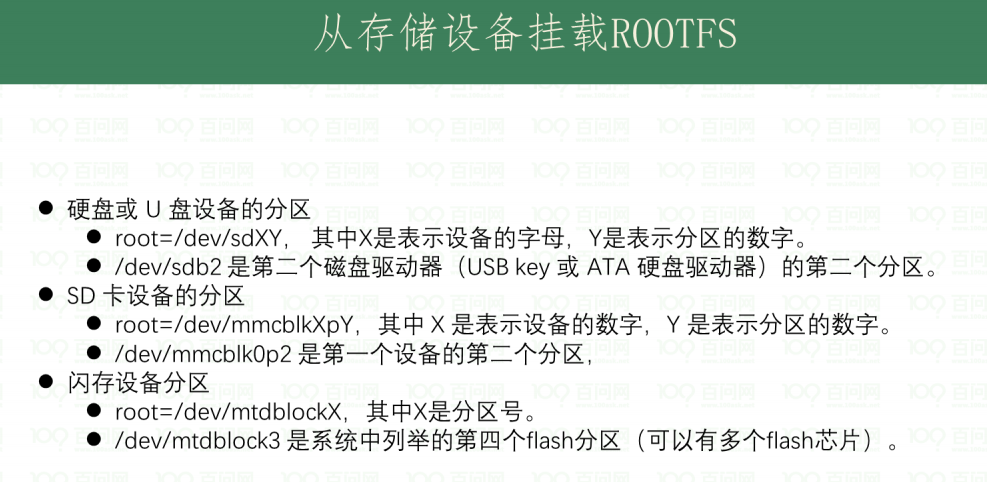 从存储设备挂载ROOTFS
● 硬盘或 U 盘设备的分区
● root=/dev/sdXY， 其中X是表示设备的字母，Y是表示分区的数字。
● /dev/sdb2 是第二个磁盘驱动器（USB key 或 ATA 硬盘驱动器）的第二个分区。
● SD 卡设备的分区
● root=/dev/mmcblkXpY，其中 X 是表示设备的数字，Y 是表示分区的数字。
● /dev/mmcblk0p2 是第一个设备的第二个分区，
● 闪存设备分区
● root=/dev/mtdblockX，其中X是分区号。
● /dev/mtdblock3 是系统中列举的第四个flash分区（可以有多个flash芯片）。
百问网